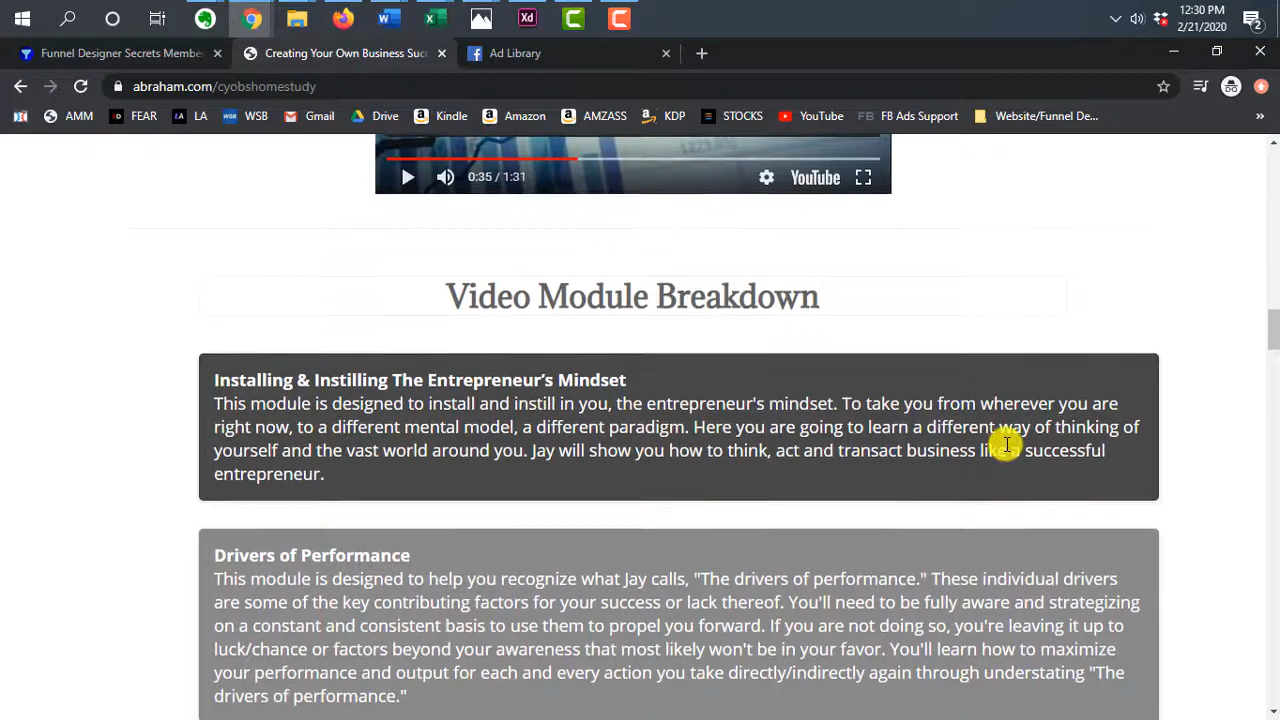 12:30 PM
2/21/2020
2
Funnel Designer Secrets Membe
Creating Your Own Business Suc
Ad Library
abraham.com/cyobshomestudy
AMM FEAR LA WSB Gmail Drive Kindle Amazon AMZASS KDP STOCKS YouTube FB Ads Support Website/Funnel De... »
0:35 / 1:31 YouTube
Video Module Breakdown
Installing & Instilling The Entrepreneur's Mindset
This module is designed to install and instill in you, the entrepreneur's mindset. To take you from wherever you are
right now, to a different mental model, a different paradigm. Here you are going to learn a different way of thinking of
yourself and the vast world around you. Jay will show you how to think, act and transact business like a successful
entrepreneur.
Drivers of Performance
This module is designed to help you recognize what Jay calls, "The drivers of performance." These individual drivers
are some of the key contributing factors for your success or lack thereof. You'll need to be fully aware and strategizing
on a constant and consistent basis to use them to propel you forward. If you are not doing so, you're leaving it up to
luck/chance or factors beyond your awareness that most likely won't be in your favor. You'll learn how to maximize
your performance and output for each and every action you take directly/indirectly again through understating "The
drivers of performance."